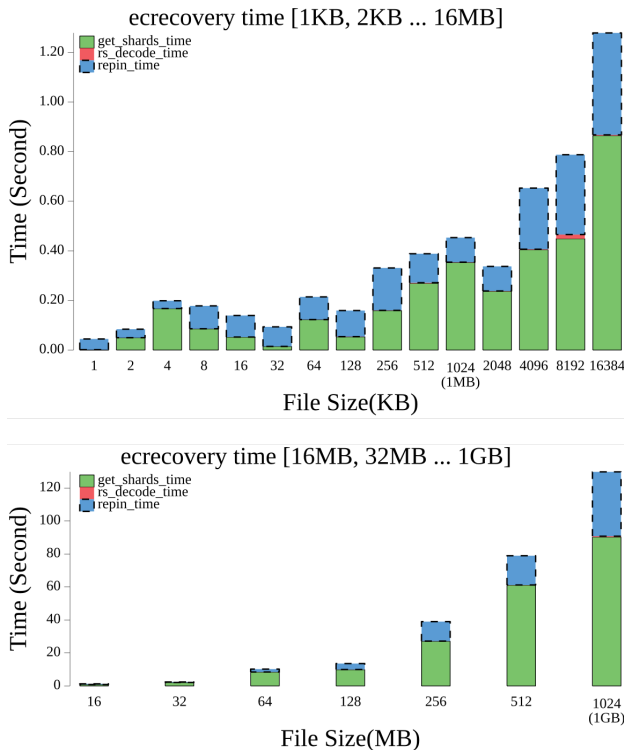 ecrecovery time [1KB, 2KB ... 16MB]
get_shards_time
rs_decode_time
repin_time
Time (Second)
1.20
1.00
0.80
0.60
0.40
0.20
0.00
1 2 4 8 16 32 64 128 256 512 1024 2048 4096 8192 16384
(1MB)
File Size(KB)
ecrecovery time [16MB, 32MB ... 1GB]
get_shards_time
rs_decode_time
repin_time
Time (Second)
120
100
80
60
40
20
0
16 32 64 128 256 512 1024
(1GB)
File Size(MB)